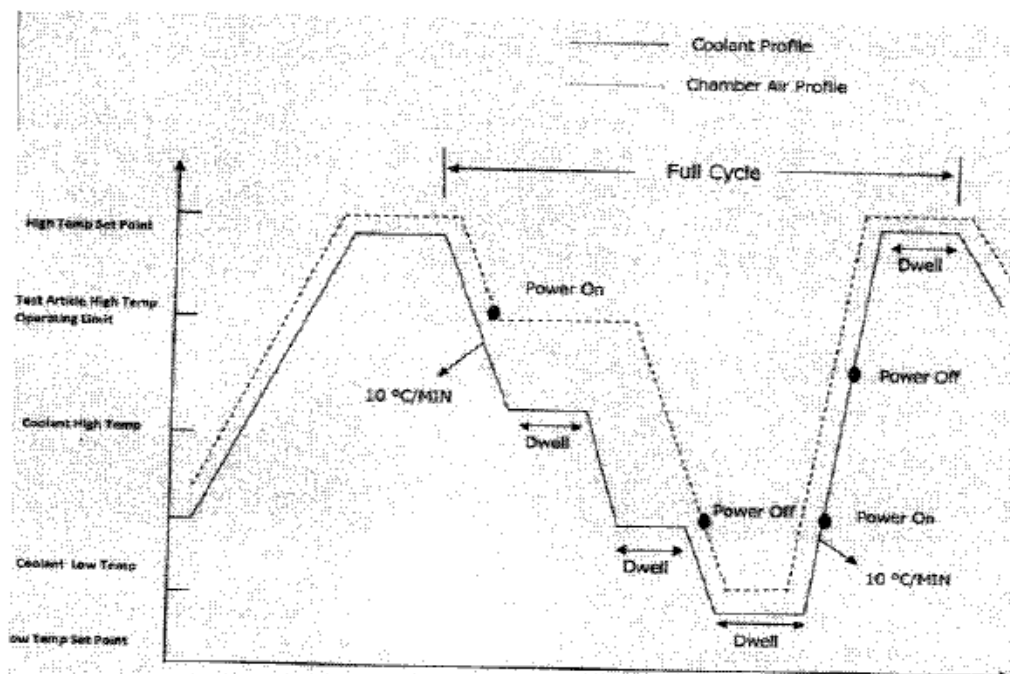 Coolant Profile
Chamber Air Profile
Full Cycle
High Temp Set Point
Dwell
Power On
Test Article High Temp
Operating Limit
10 °C/MIN
Power Off
Coolant High Temp
Dwell
Power Off
Power On
Dwell
Coolant Low Temp
10 °C/MIN
Low Temp Set Point
Dwell